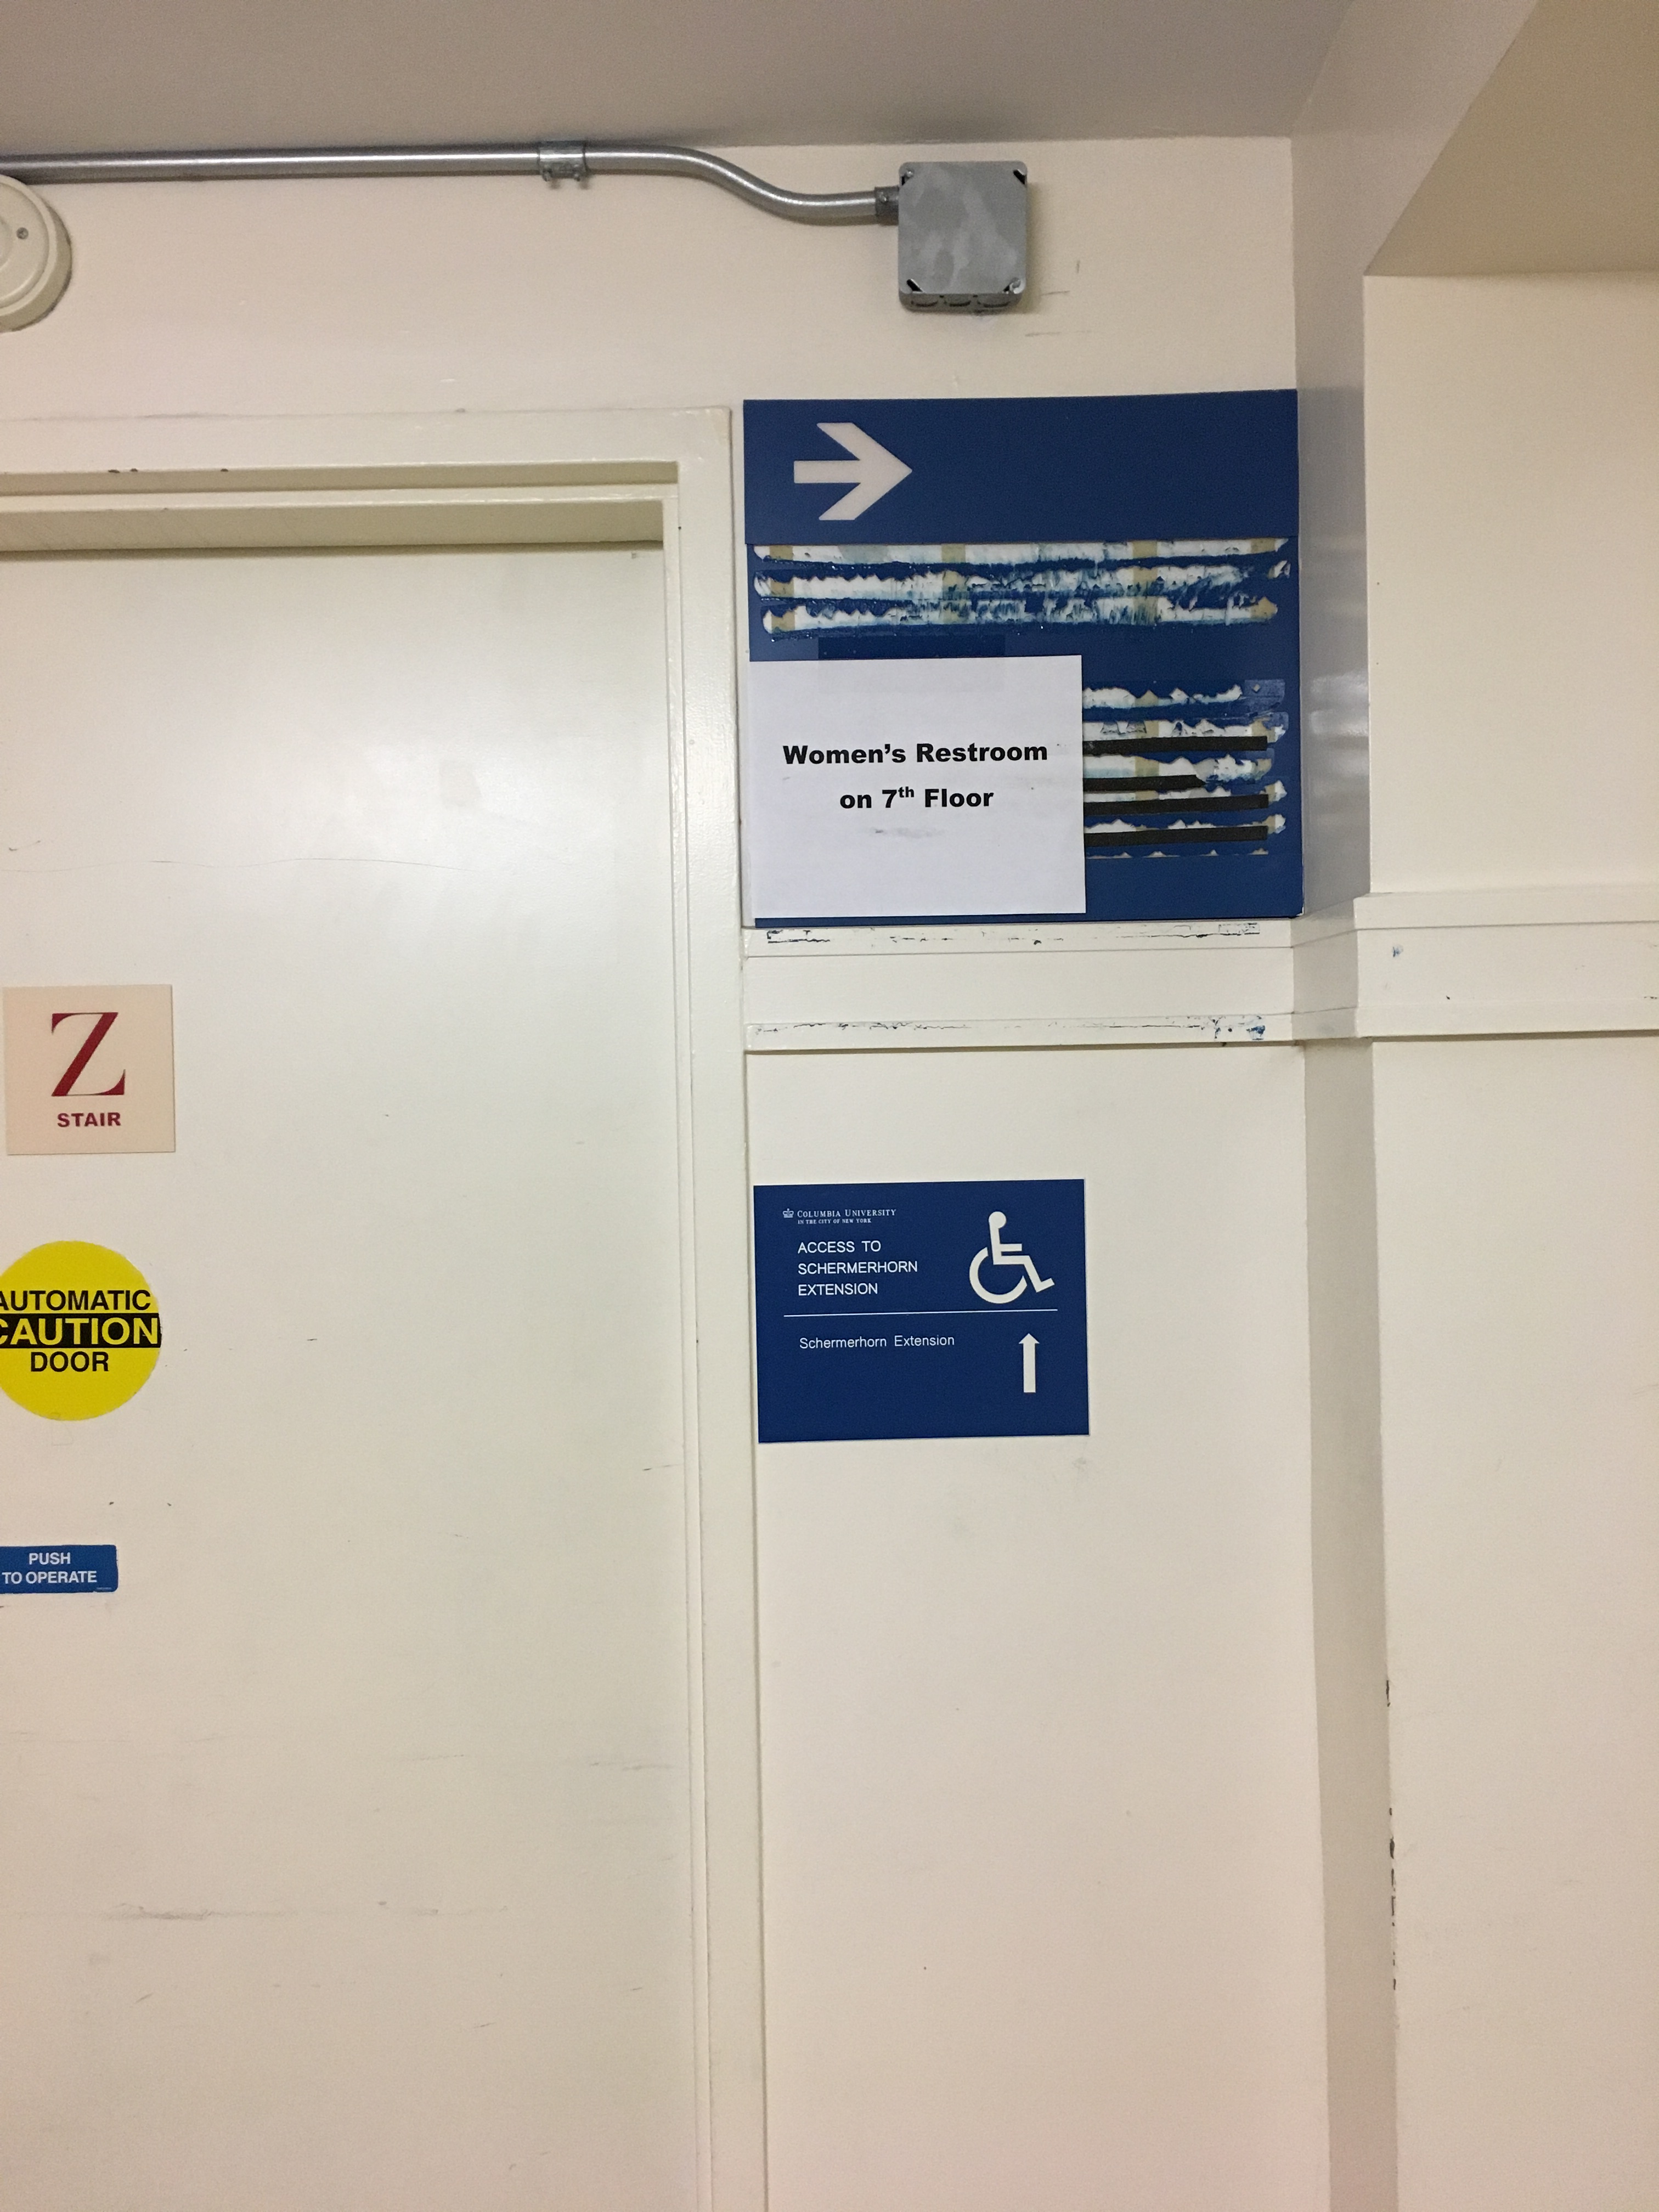 Women's Restroom
on 7th Floor
Z
STAIR
AUTOMATIC
CAUTION
DOOR
PUSH
TO OPERATE
COLUMBIA UNIVERSITY
IN THE CITY OF NEW YORK
ACCESS TO
SCHERMERHORN
EXTENSION
Schermerhorn Extension